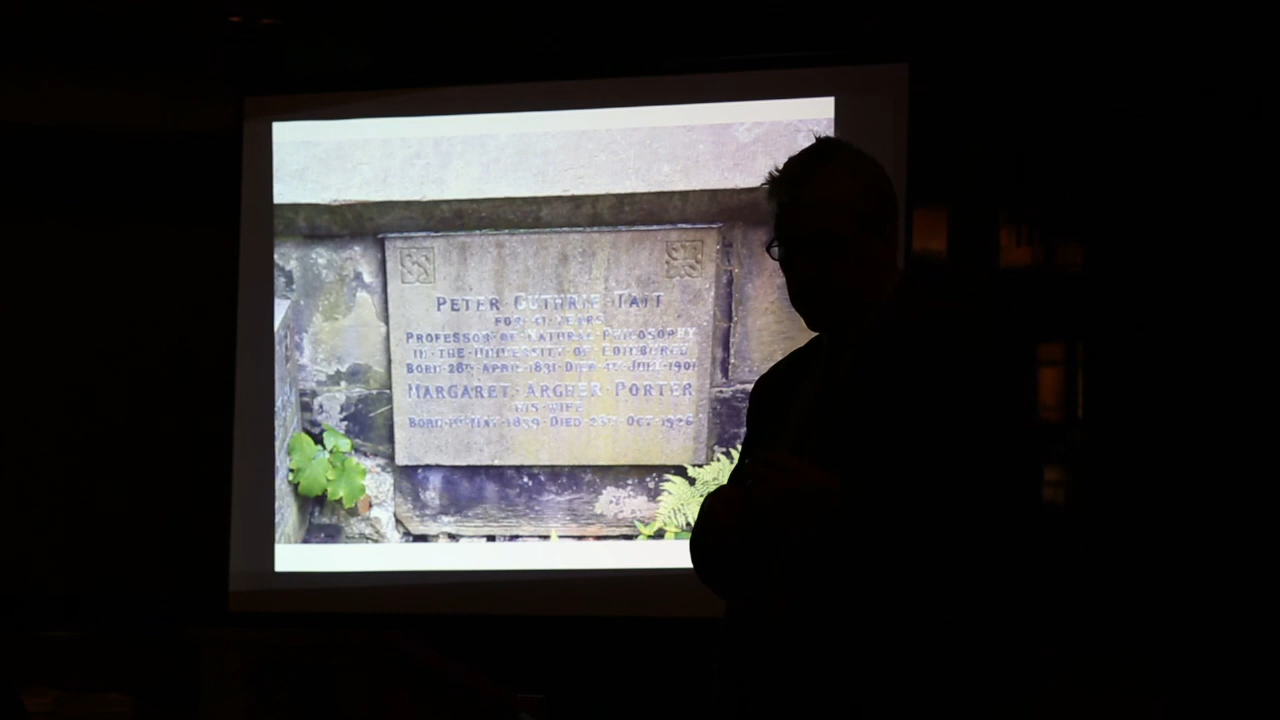 PETER GUTHRIE TAIT
FOR 41 YEARS
PROFESSOR·OF·NATURAL·PHILOSOPHY
IN·THE·UNIVERSITY·OF·EDINBURGH
BORN·28TH·APRIL·1831·DIED·4TH·JULY·1901
MARGARET·ARCHER·PORTER
HIS·WIFE
BORN MAY·1839·DIED OCT·1926